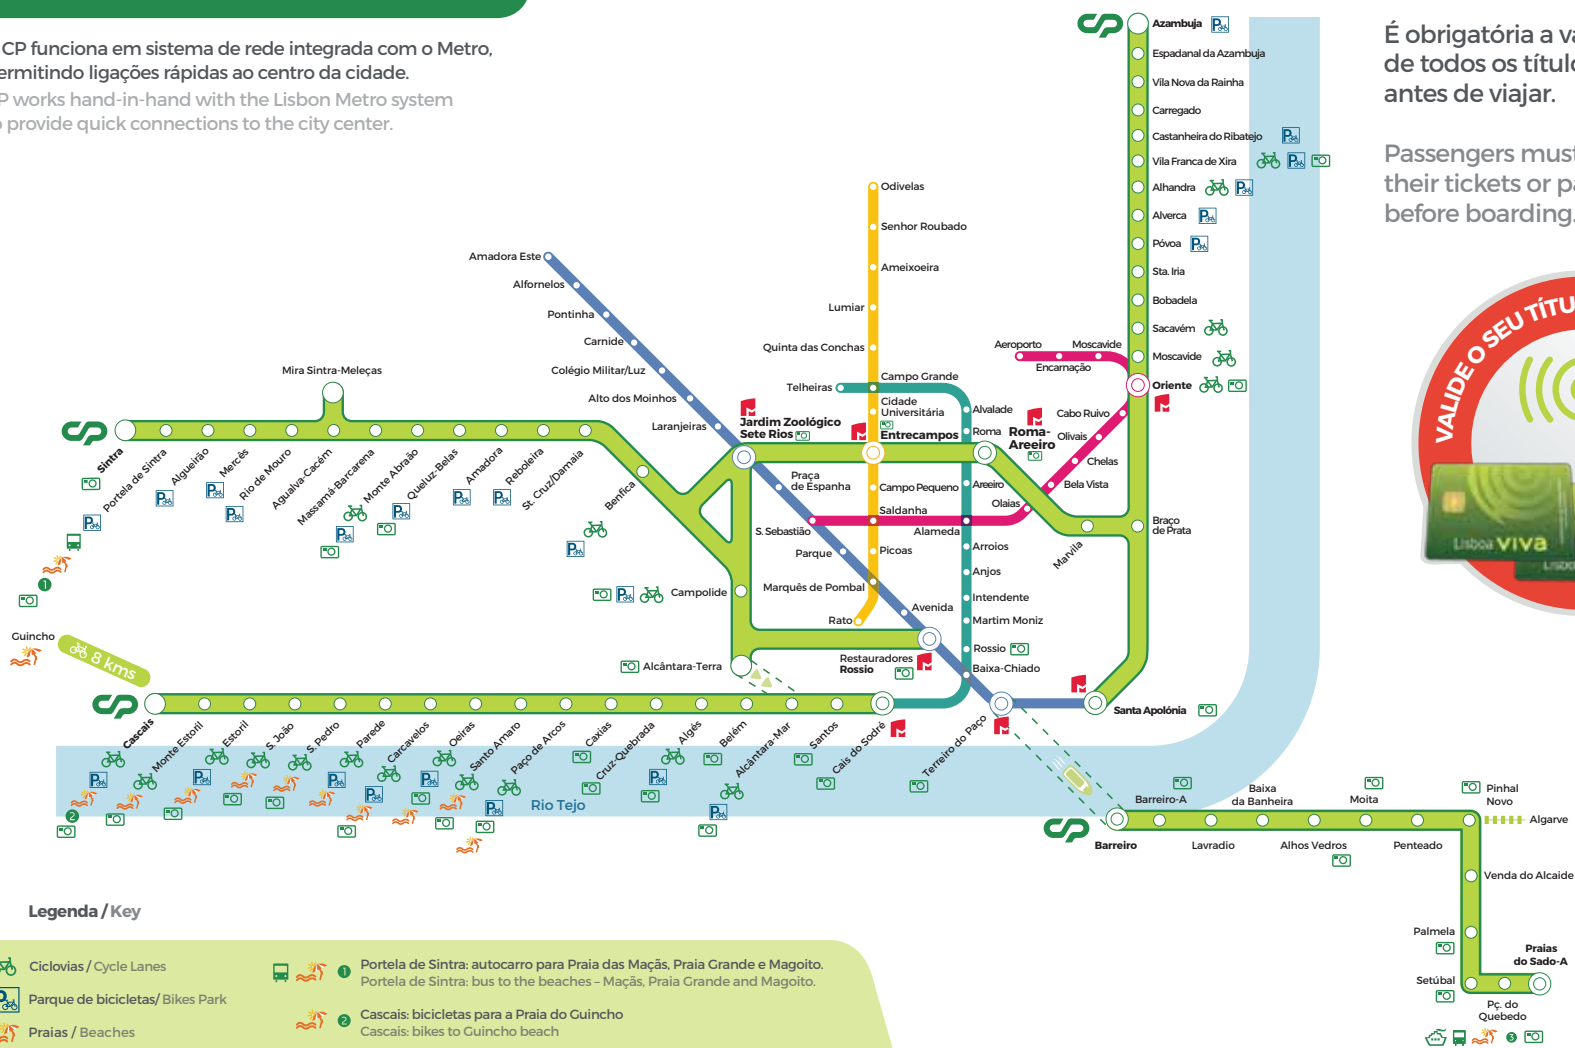 CP funciona em sistema de rede integrada com o Metro,
ermitindo ligações rápidas ao centro da cidade.
P works hand-in-hand with the Lisbon Metro system
provide quick connections to the city center.
É obrigatória a va
de todos os título
antes de viajar.
Passengers must
their tickets or pa
before boarding.
VALIDE O SEU TÍTU
Lisboa VIVA
Azambuja
Espadanal da Azambuja
Vila Nova da Rainha
Carregado
Castanheira do Ribatejo
Vila Franca de Xira
Alhandra
Alverca
Póvoa
Sta. Iria
Bobadela
Sacavém
Moscavide
Oriente
Braço
de Prata
Marvila
Santa Apolónia
Odivelas
Senhor Roubado
Ameixoeira
Lumiar
Quinta das Conchas
Telheiras
Campo Grande
Cidade
Universitária
Entrecampos
Campo Pequeno
Saldanha
Picoas
Marquês de Pombal
Rato
Amadora Este
Alfornelos
Pontinha
Carnide
Colégio Militar/Luz
Alto dos Moinhos
Laranjeiras
Jardim Zoológico
Sete Rios
Praça
de Espanha
S. Sebastião
Parque
Avenida
Restauradores
Rossio
Baixa-Chiado
Terreiro do Paço
Aeroporto
Encarnação
Moscavide
Cabo Ruivo
Olivais
Chelas
Bela Vista
Olaias
Alameda
Alvalade
Roma
Roma-
Areeiro
Areeiro
Arroios
Anjos
Intendente
Martim Moniz
Rossio
Mira Sintra-Meleças
Sintra
Portela de Sintra
Algueirão
Mercês
Rio de Mouro
Agualva-Cacém
Massamá-Barcarena
Monte Abraão
Queluz-Belas
Amadora
Reboleira
St. Cruz/Damaia
Benfica
Campolide
Alcântara-Terra
1
Guincho
8 kms
Cascais
Monte Estoril
Estoril
S. João
S. Pedro
Parede
Carcavelos
Oeiras
Santo Amaro
Paço de Arcos
Caxias
Cruz-Quebrada
Algés
Belém
Alcântara-Mar
Santos
Cais do Sodré
2
Rio Tejo
Barreiro
Barreiro-A
Lavradio
Baixa
da Banheira
Alhos Vedros
Moita
Penteado
Pinhal
Novo
Algarve
Venda do Alcaide
Palmela
Setúbal
Praias
do Sado-A
Pç. do
Quebedo
3
Legenda / Key
Ciclovias / Cycle Lanes
Parque de bicicletas/ Bikes Park
Praias / Beaches
1 Portela de Sintra: autocarro para Praia das Maçãs, Praia Grande e Magoito.
Portela de Sintra: bus to the beaches – Maçãs, Praia Grande and Magoito.
2 Cascais: bicicletas para a Praia do Guincho
Cascais: bikes to Guincho beach